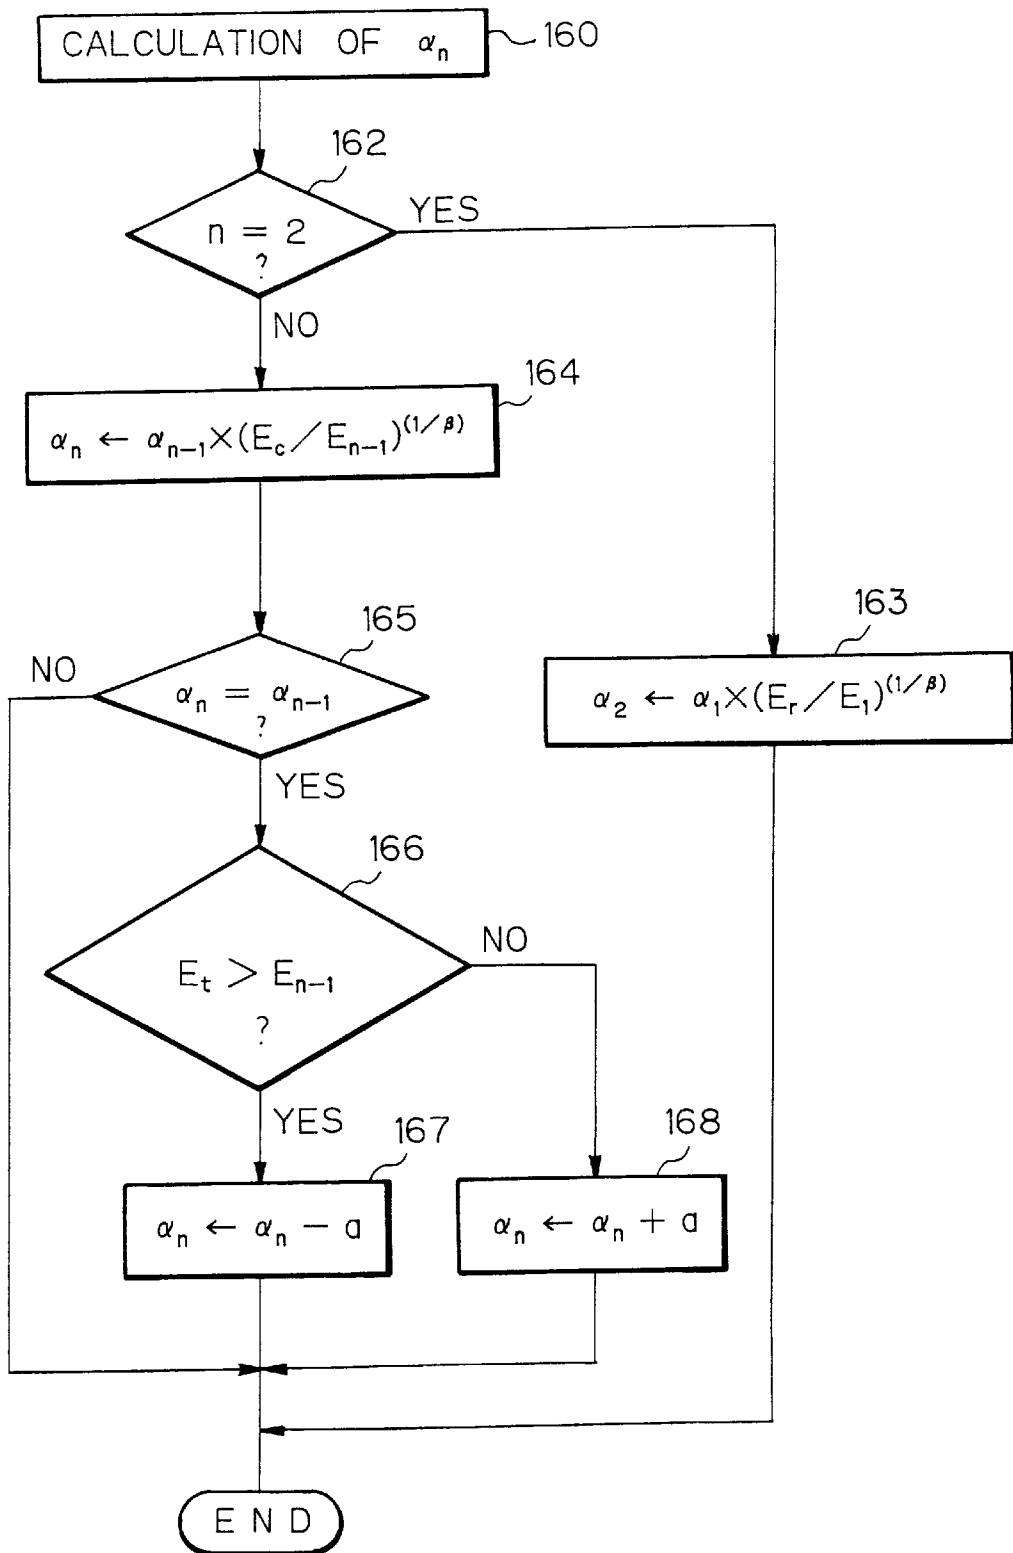 CALCULATION OF αn
160
162
n = 2
?
YES
NO
164
αn ← αn−1×(Ec/En−1)(1/β)
165
NO
αn = αn−1
?
YES
163
α2 ← α1×(Er/E1)(1/β)
166
Et > En−1
?
NO
YES
167
αn ← αn − a
168
αn ← αn + a
END